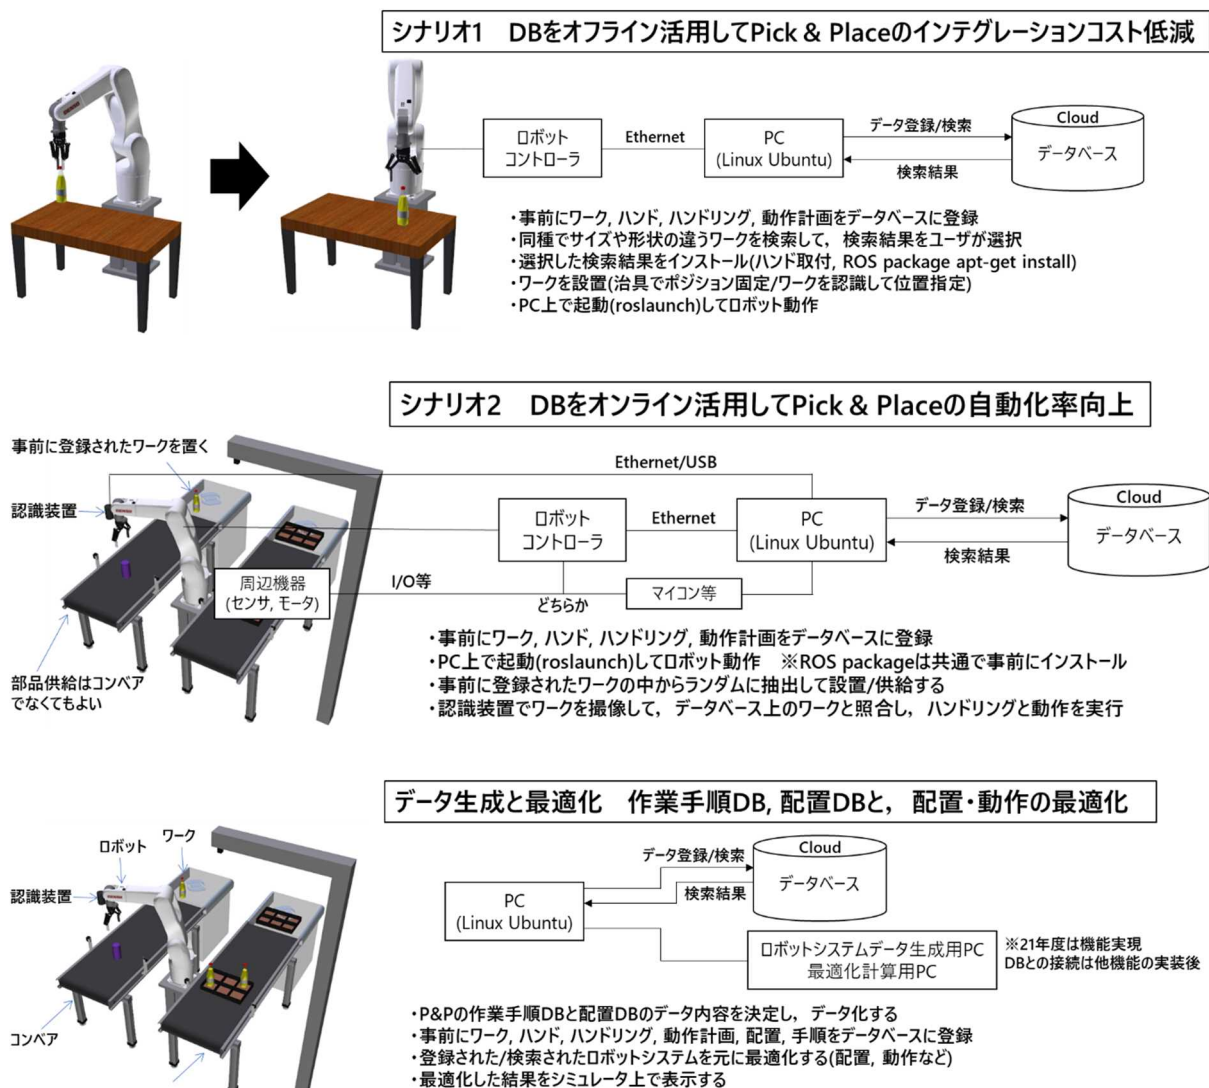 シナリオ1　DBをオフライン活用してPick & Placeのインテグレーションコスト低減
ロボット
コントローラ
Ethernet
PC
(Linux Ubuntu)
データ登録/検索
検索結果
Cloud
データベース
・事前にワーク, ハンド, ハンドリング, 動作計画をデータベースに登録
・同種でサイズや形状の違うワークを検索して，検索結果をユーザが選択
・選択した検索結果をインストール(ハンド取付, ROS package apt-get install)
・ワークを設置(治具でポジション固定/ワークを認識して位置指定)
・PC上で起動(roslaunch)してロボット動作
シナリオ2　DBをオンライン活用してPick & Placeの自動化率向上
事前に登録されたワークを置く
認識装置
Ethernet/USB
ロボット
コントローラ
Ethernet
PC
(Linux Ubuntu)
データ登録/検索
検索結果
Cloud
データベース
周辺機器
(センサ, モータ)
I/O等
どちらか
マイコン等
部品供給はコンベア
でなくてもよい
・事前にワーク, ハンド, ハンドリング, 動作計画をデータベースに登録
・PC上で起動(roslaunch)してロボット動作　※ROS packageは共通で事前にインストール
・事前に登録されたワークの中からランダムに抽出して設置/供給する
・認識装置でワークを撮像して，データベース上のワークと照合し，ハンドリングと動作を実行
データ生成と最適化　作業手順DB, 配置DBと，配置・動作の最適化
ロボット
ワーク
認識装置
コンベア
PC
(Linux Ubuntu)
データ登録/検索
検索結果
Cloud
データベース
ロボットシステムデータ生成用PC
最適化計算用PC
※21年度は機能実現
DBとの接続は他機能の実装後
・P&Pの作業手順DBと配置DBのデータ内容を決定し，データ化する
・事前にワーク, ハンド, ハンドリング, 動作計画, 配置, 手順をデータベースに登録
・登録された/検索されたロボットシステムを元に最適化する(配置, 動作など)
・最適化した結果をシミュレータ上で表示する